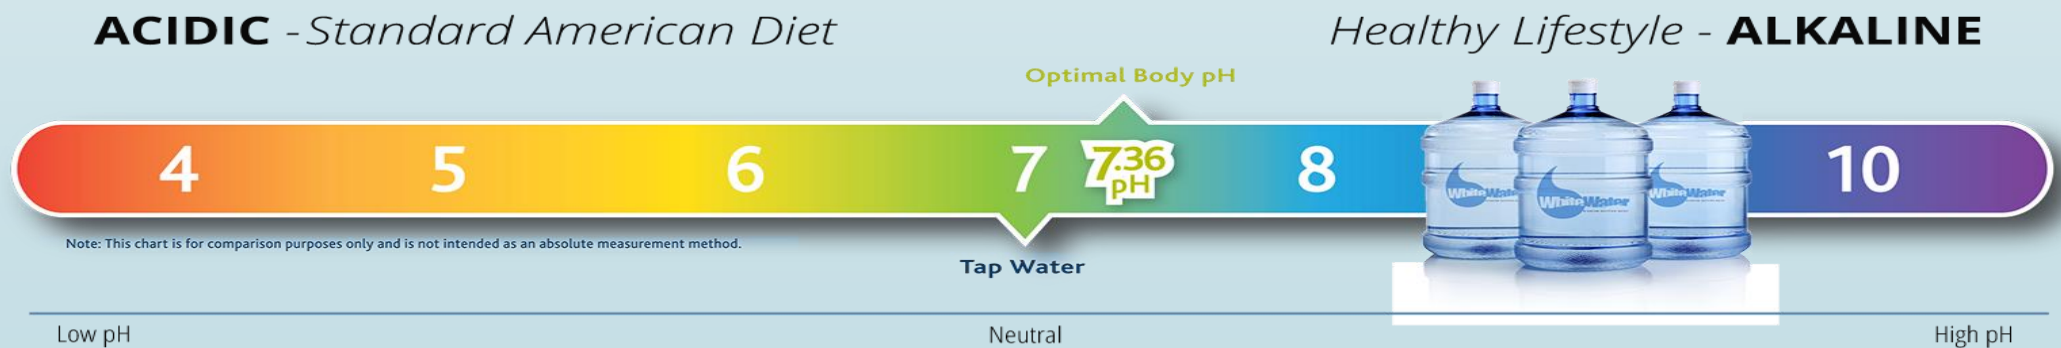 ACIDIC - Standard American Diet
Healthy Lifestyle - ALKALINE
Optimal Body pH
4 5 6 7 7.36 pH 8 10
WhiteWater WhiteWater WhiteWater
Note: This chart is for comparison purposes only and is not intended as an absolute measurement method.
Tap Water
Low pH Neutral High pH